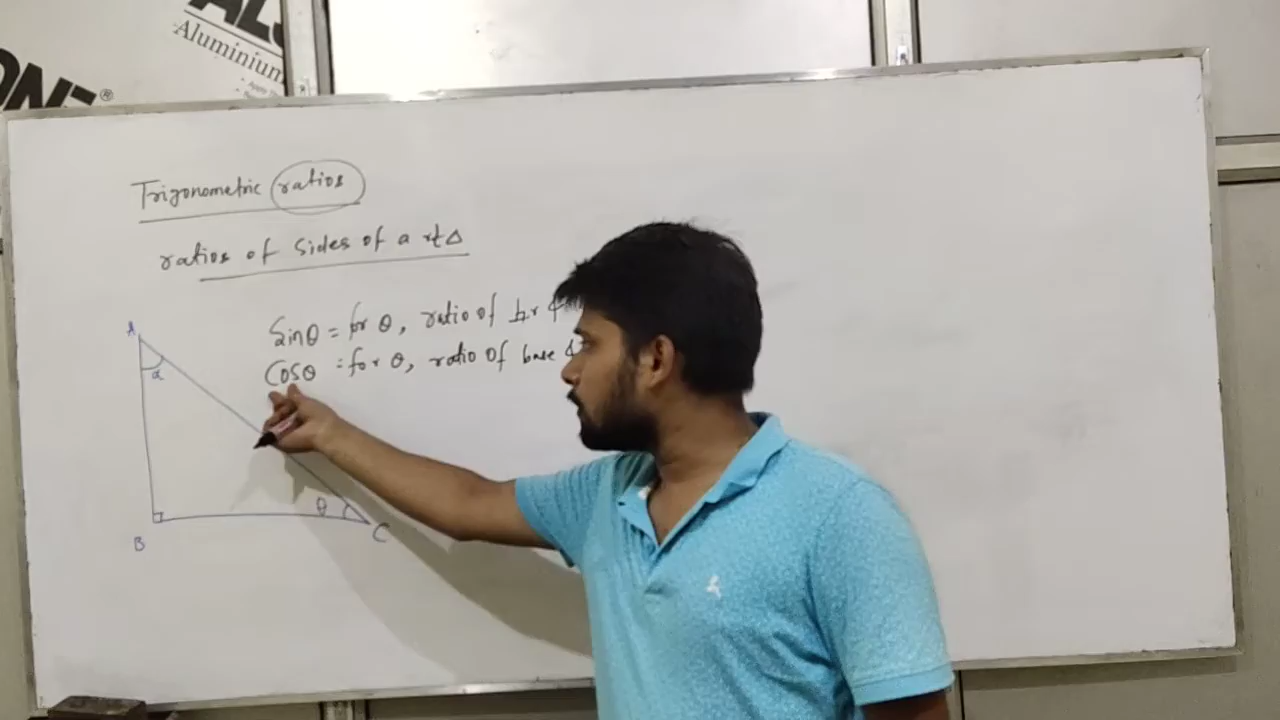 Aluminium
Trigonometric ratios
ratios of sides of a rt Δ
Sinθ = for θ, ratio of
Cosθ = for θ, ratio of base
A
α
θ
B
C